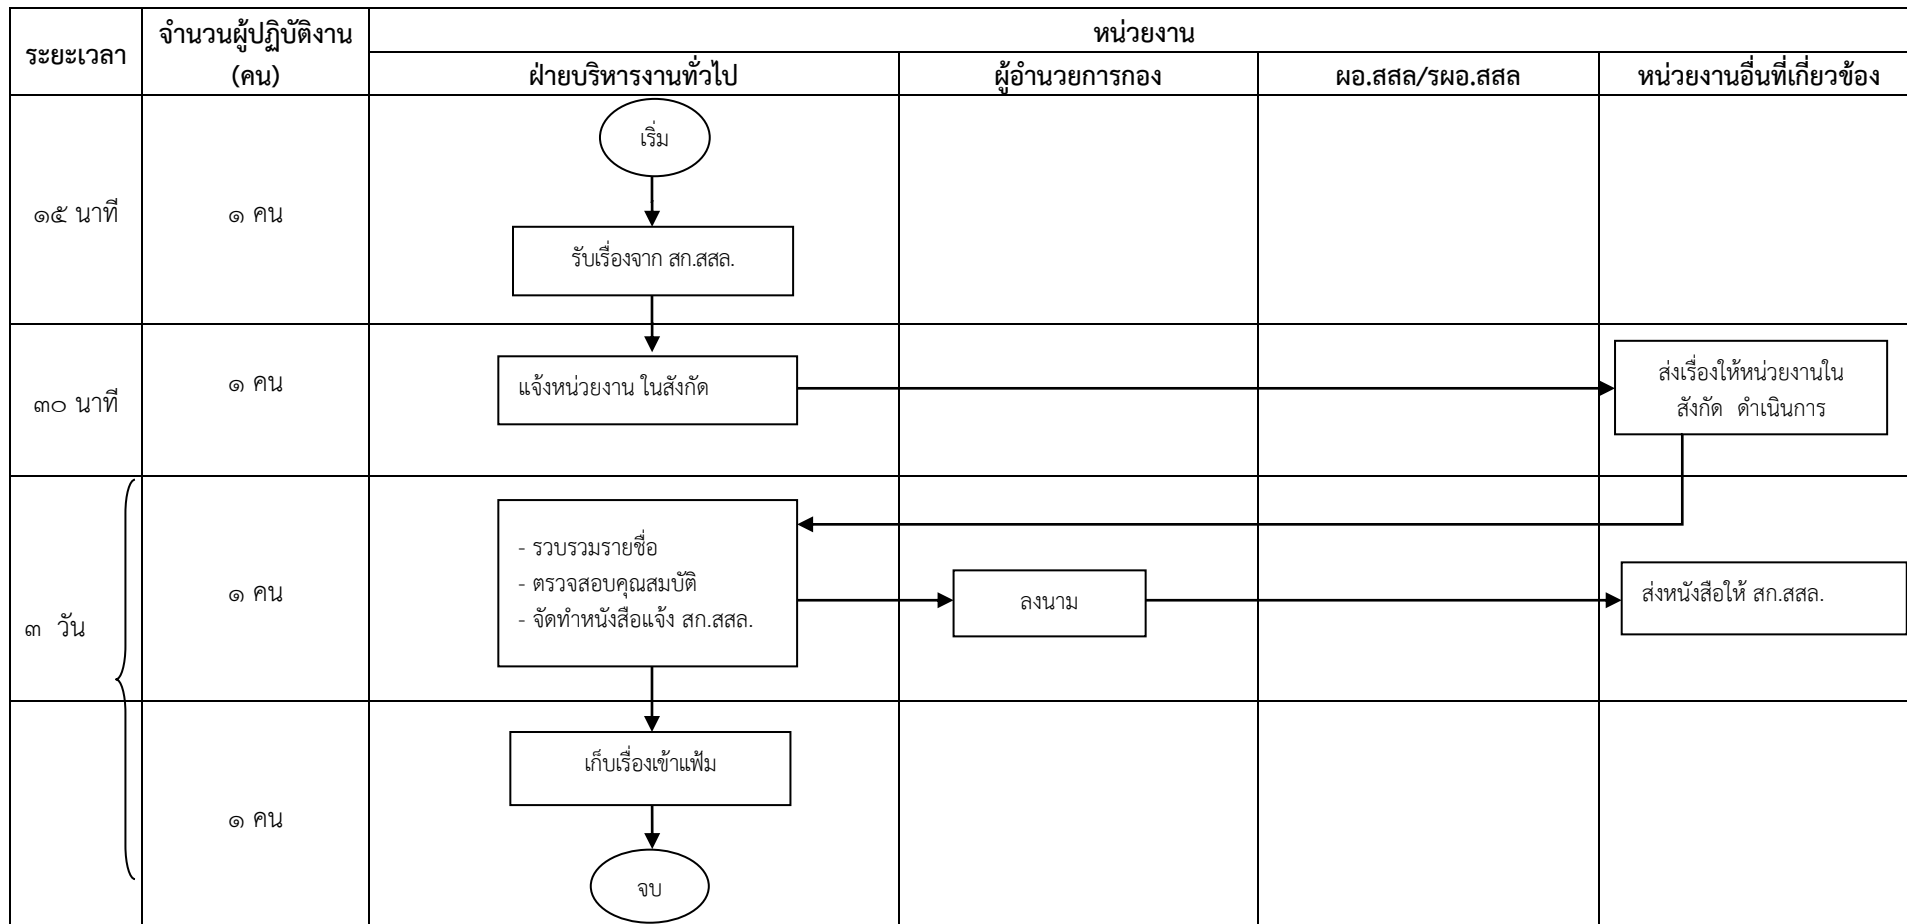 ระยะเวลา
จำนวนผู้ปฏิบัติงาน
(คน)
หน่วยงาน
ฝ่ายบริหารงานทั่วไป
ผู้อำนวยการกอง
ผอ.สสล/รผอ.สสล
หน่วยงานอื่นที่เกี่ยวข้อง
๑๕ นาที
๑ คน
เริ่ม
รับเรื่องจาก สก.สสล.
๓๐ นาที
๑ คน
แจ้งหน่วยงาน ในสังกัด
ส่งเรื่องให้หน่วยงานใน
สังกัด ดำเนินการ
๓ วัน
๑ คน
- รวบรวมรายชื่อ
- ตรวจสอบคุณสมบัติ
- จัดทำหนังสือแจ้ง สก.สสล.
ลงนาม
ส่งหนังสือให้ สก.สสล.
๑ คน
เก็บเรื่องเข้าแฟ้ม
จบ